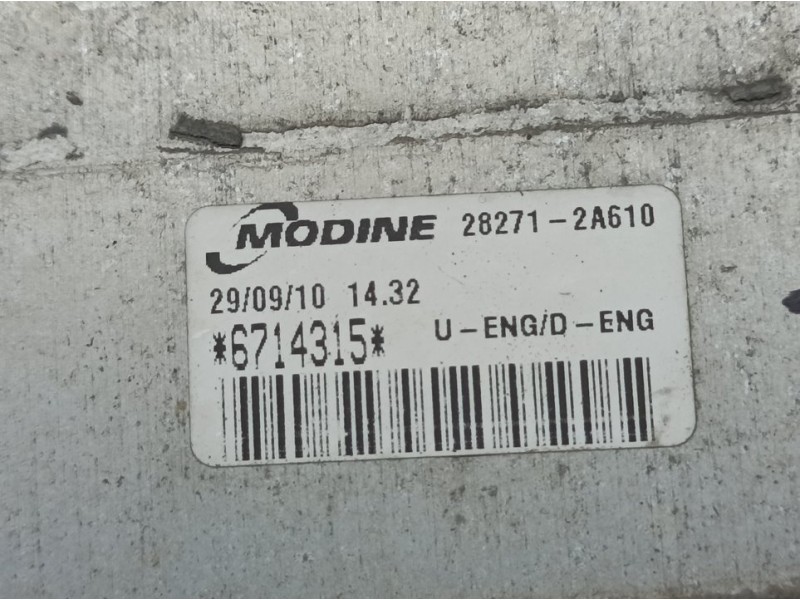 MODINE 28271-2A610
29/09/10 14.32
*6714315* U-ENG/D-ENG